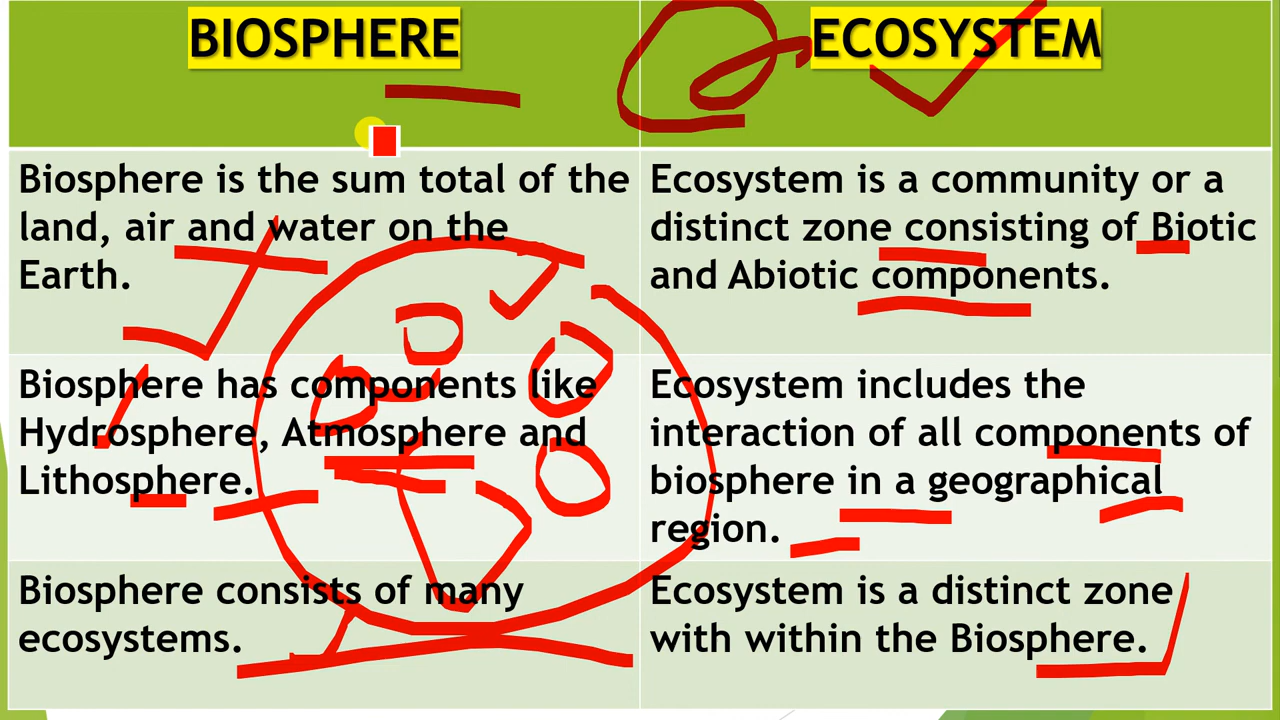 BIOSPHERE
ECOSYSTEM
Biosphere is the sum total of the
land, air and water on the
Earth.
Ecosystem is a community or a
distinct zone consisting of Biotic
and Abiotic components.
Biosphere has components like
Hydrosphere, Atmosphere and
Lithosphere.
Ecosystem includes the
interaction of all components of
biosphere in a geographical
region.
Biosphere consists of many
ecosystems.
Ecosystem is a distinct zone
with within the Biosphere.